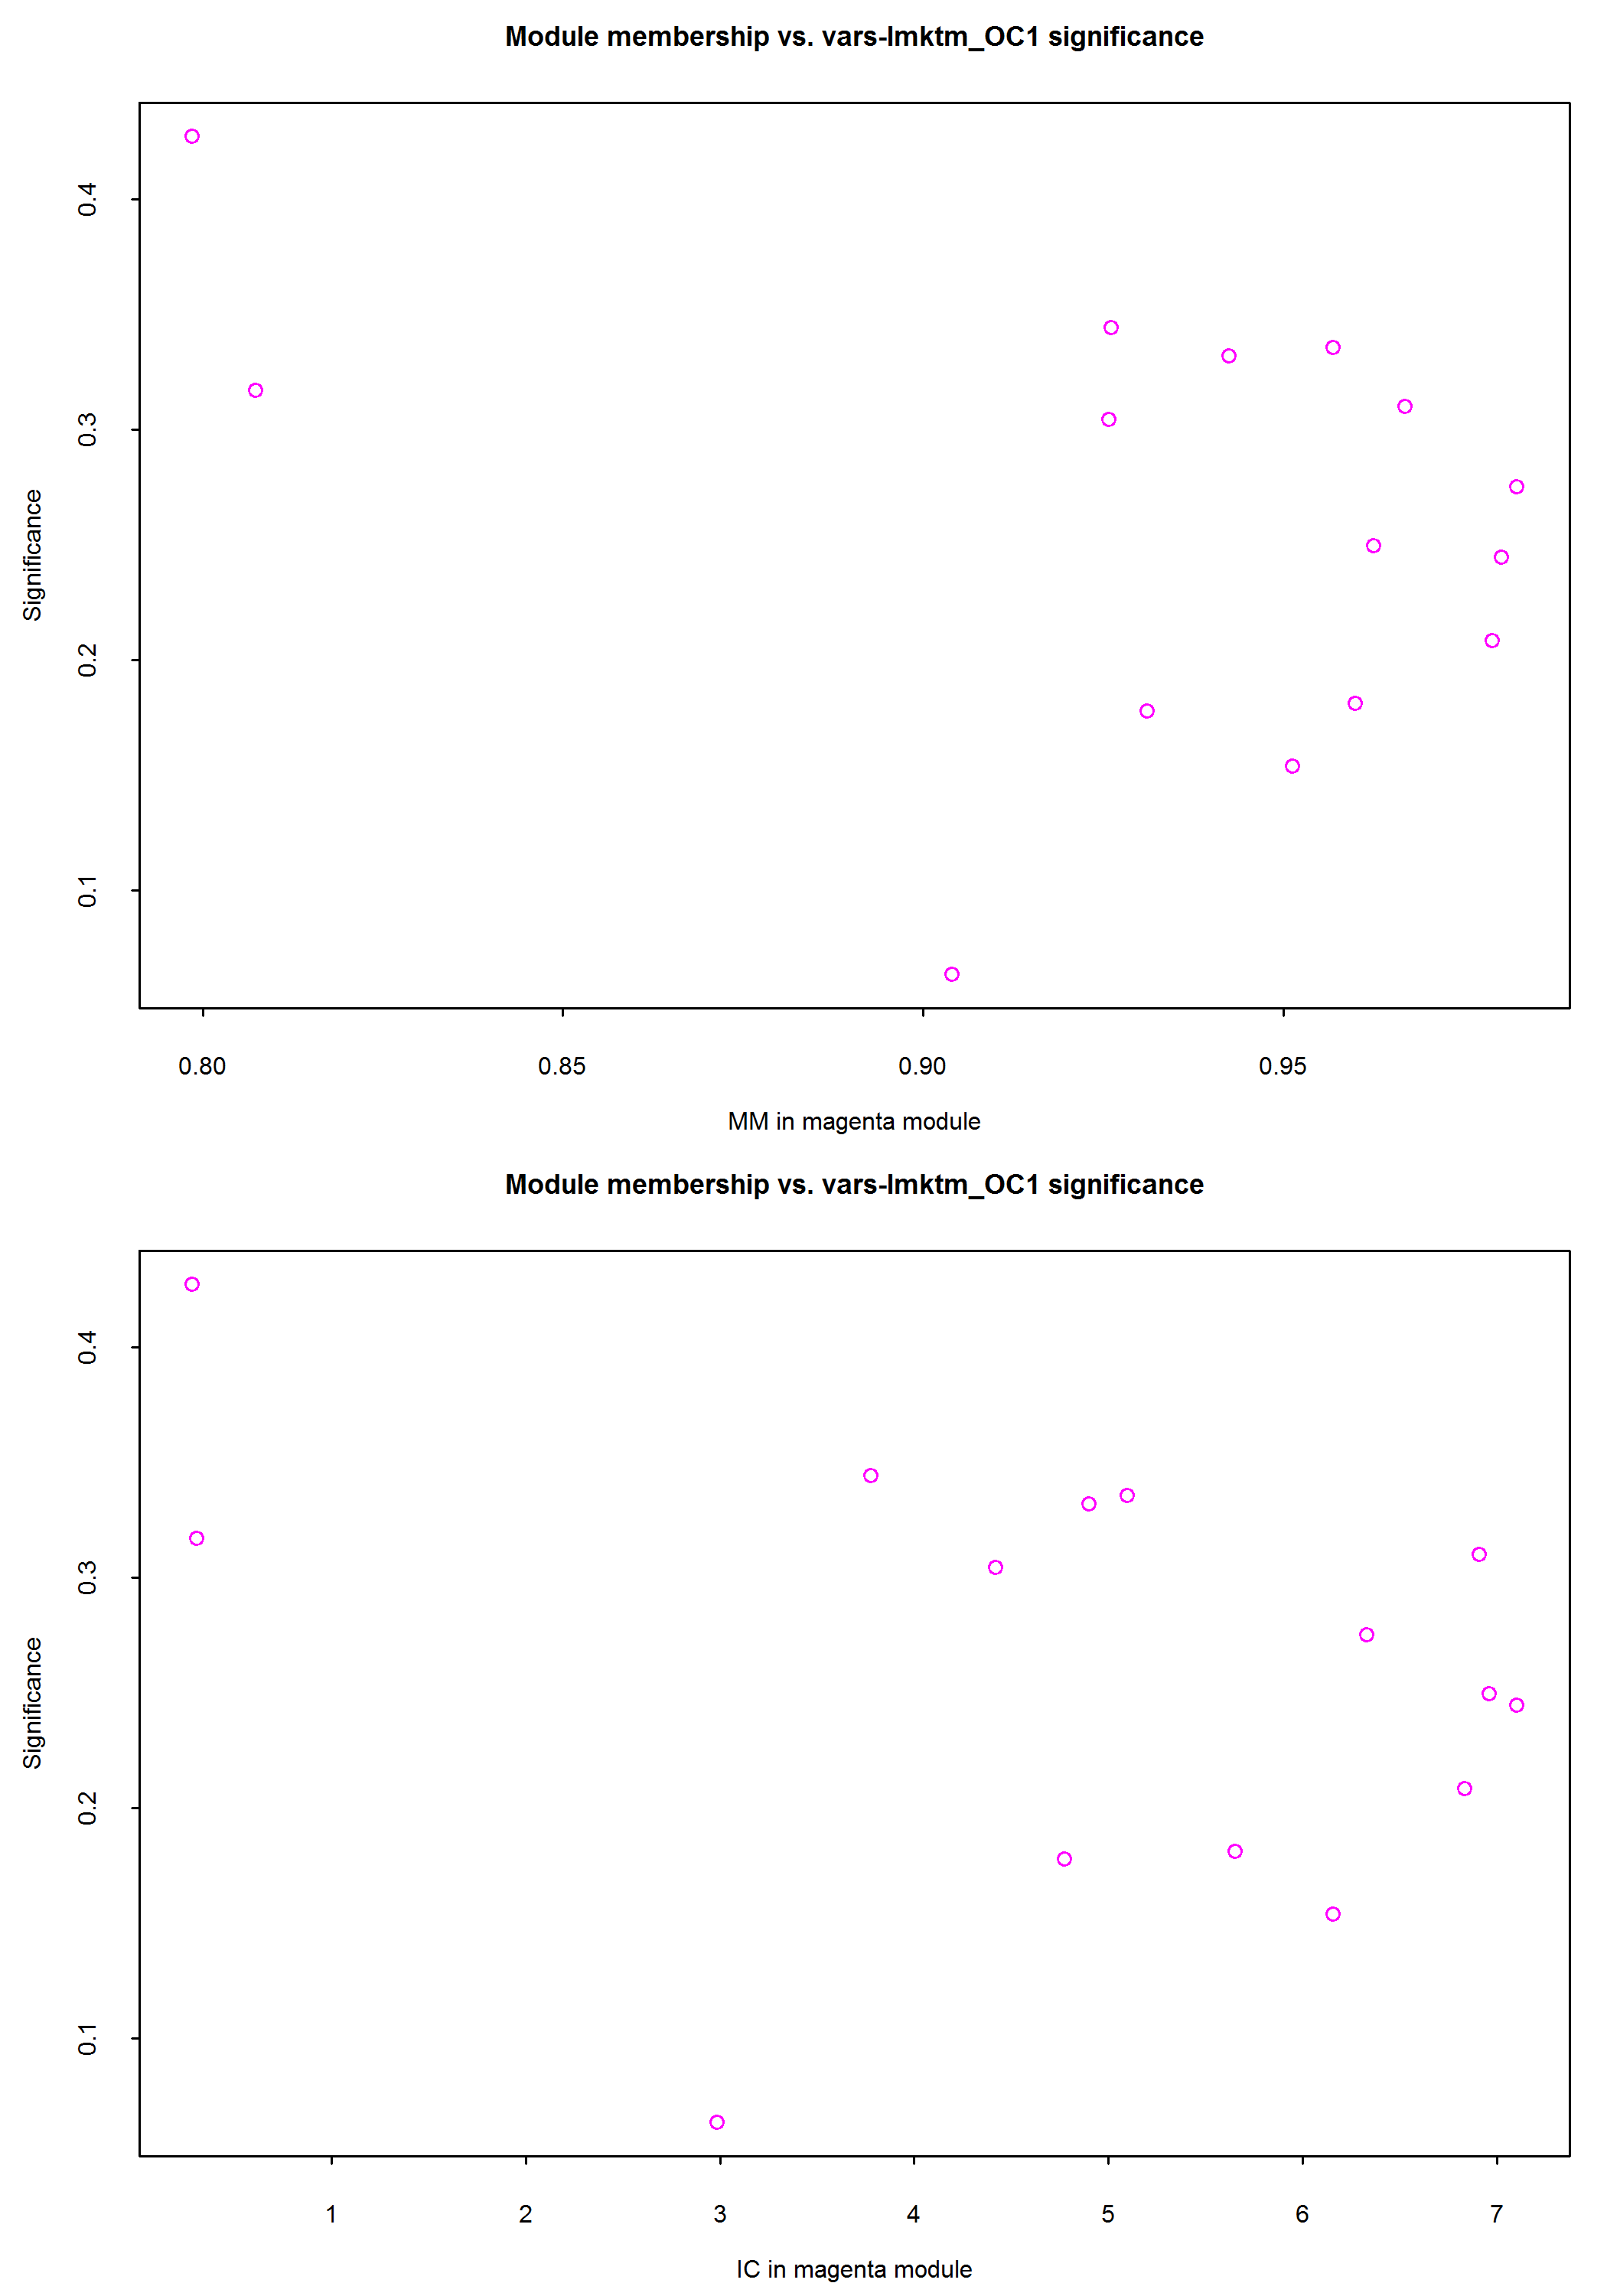 Module membership vs. vars-lmktm_OC1 significance
Significance
0.4
0.3
0.2
0.1
0.80 0.85 0.90 0.95
MM in magenta module
Module membership vs. vars-lmktm_OC1 significance
Significance
0.4
0.3
0.2
0.1
1 2 3 4 5 6 7
IC in magenta module